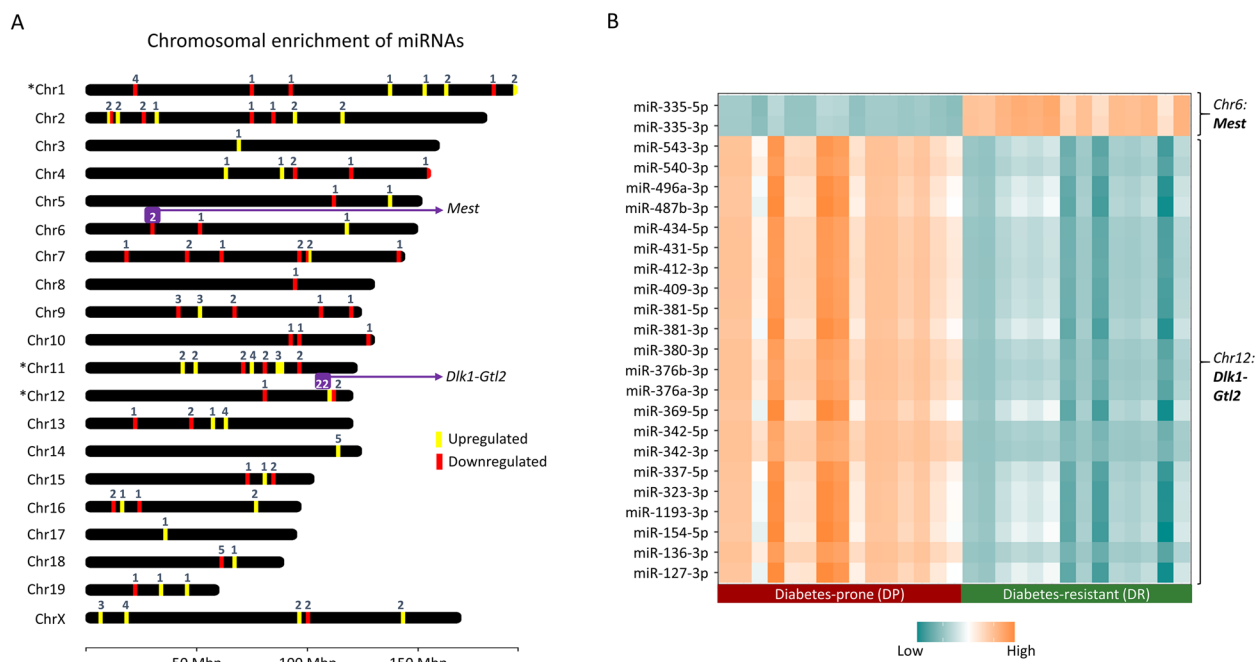 A
Chromosomal enrichment of miRNAs
*Chr1
4 1 1 1 1 2 1 2
Chr2
2 2 2 1 1 1 2 2
Chr3
1
Chr4
1 1 2 1 1
Chr5
1 1
Mest
Chr6
2 1 1
Chr7
1 2 1 2 2 1
Chr8
1
Chr9
3 3 2 1 1
Chr10
1 1 1
*Chr11
2 2 2 4 2 3 2
Dlk1-Gtl2
*Chr12
1 22 2
Chr13
1 2 1 4
Chr14
5
Chr15
1 1 2
Chr16
2 1 1 2
Chr17
1
Chr18
5 1
Chr19
1 1 1
ChrX
3 4 2 2 2
Upregulated
Downregulated
50 Mbp 100 Mbp 150 Mbp
B
miR-335-5p
miR-335-3p
miR-543-3p
miR-540-3p
miR-496a-3p
miR-487b-3p
miR-434-5p
miR-431-5p
miR-412-3p
miR-409-3p
miR-381-5p
miR-381-3p
miR-380-3p
miR-376b-3p
miR-376a-3p
miR-369-5p
miR-342-5p
miR-342-3p
miR-337-5p
miR-323-3p
miR-1193-3p
miR-154-5p
miR-136-3p
miR-127-3p
Chr6:
Mest
Chr12:
Dlk1-
Gtl2
Diabetes-prone (DP) Diabetes-resistant (DR)
Low High